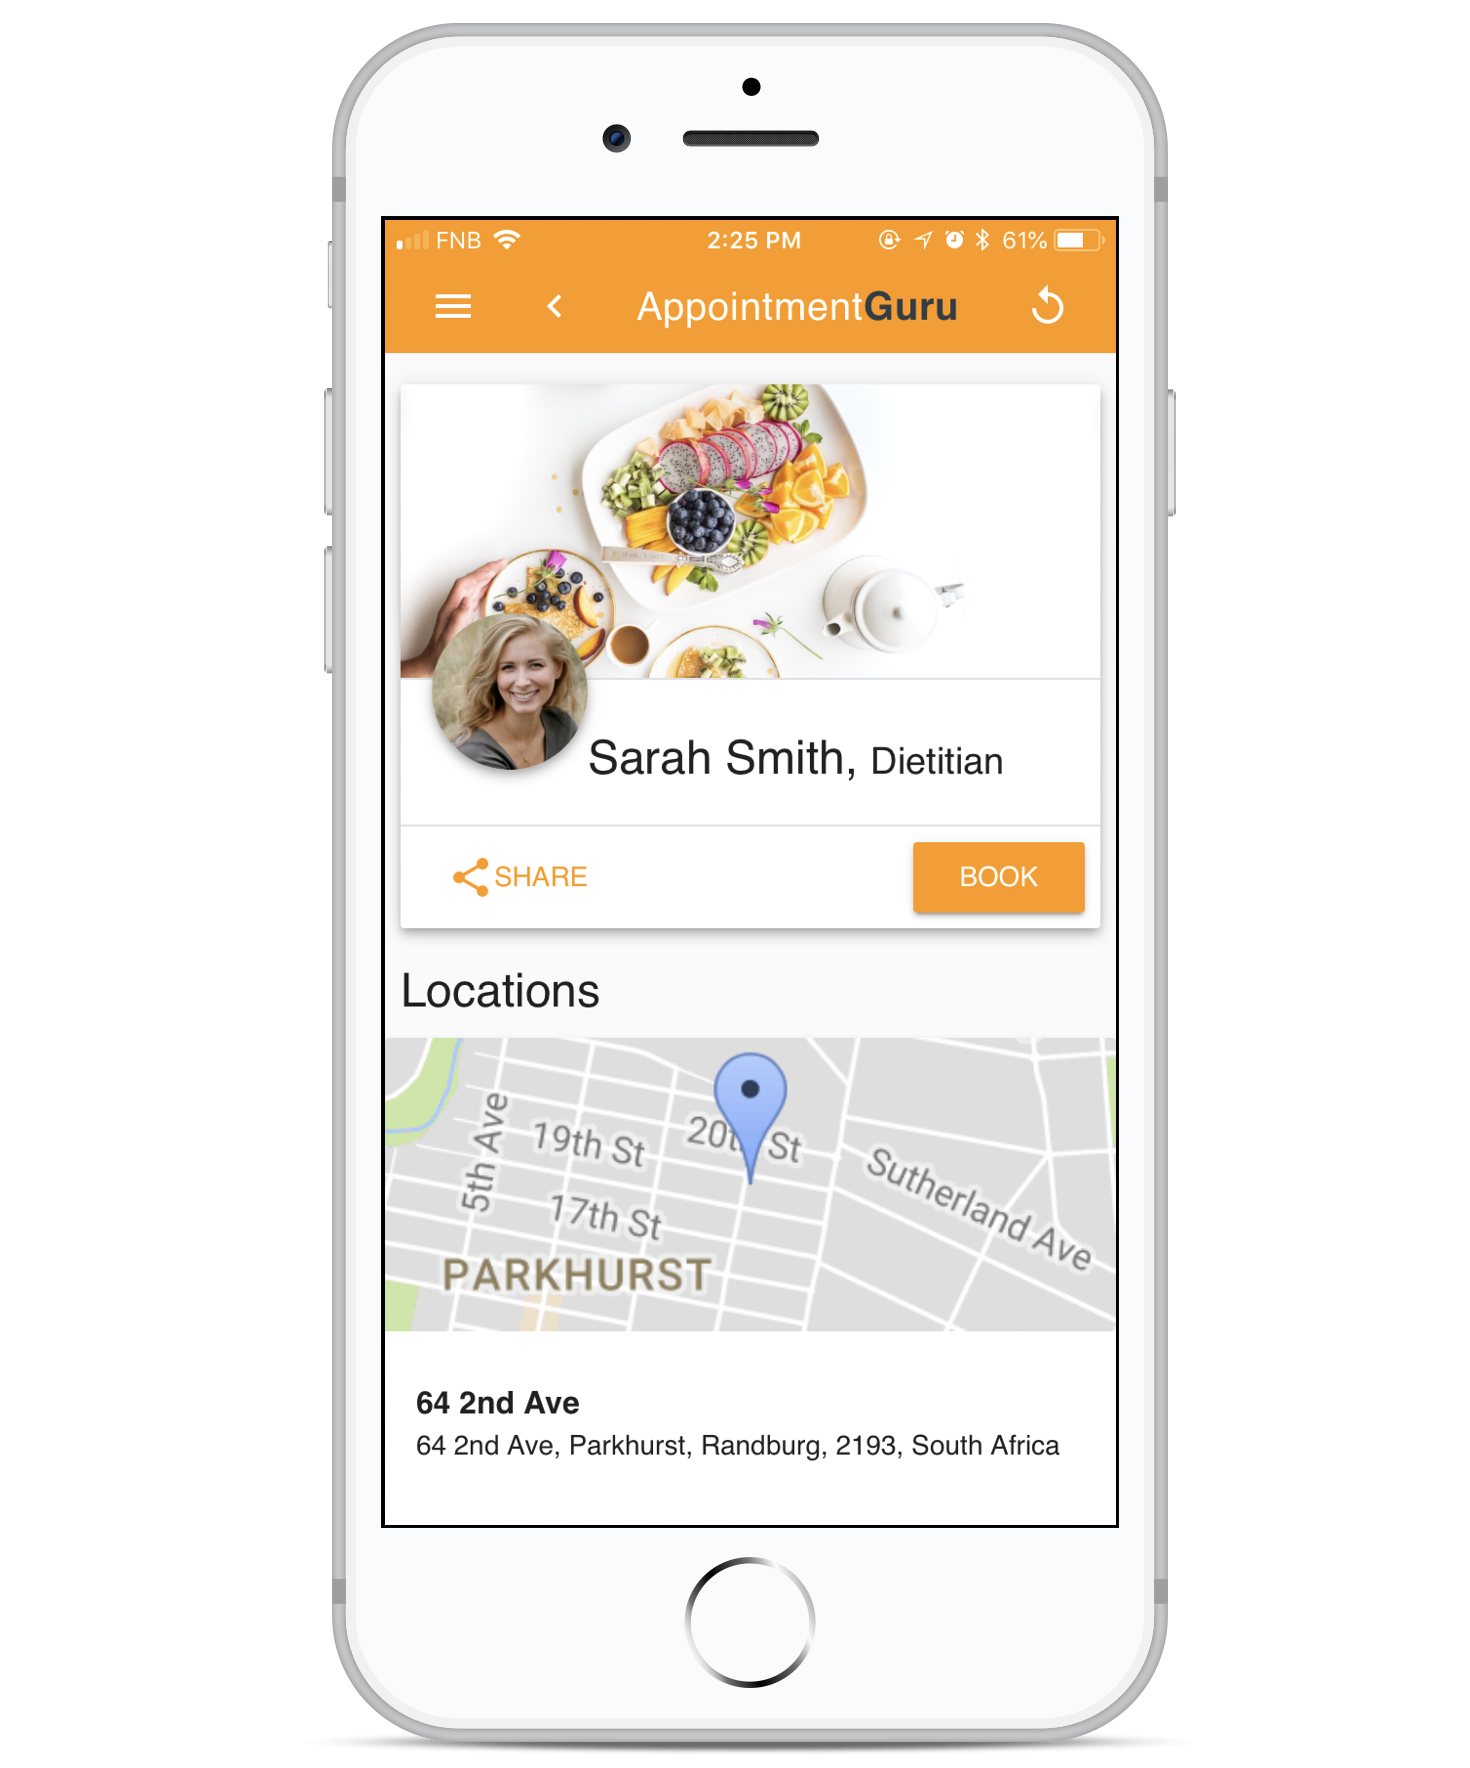 FNB 2:25 PM 61%
AppointmentGuru
Sarah Smith, Dietitian
SHARE BOOK
Locations
5th Ave
19th St
20th St
17th St
Sutherland Ave
PARKHURST
64 2nd Ave
64 2nd Ave, Parkhurst, Randburg, 2193, South Africa